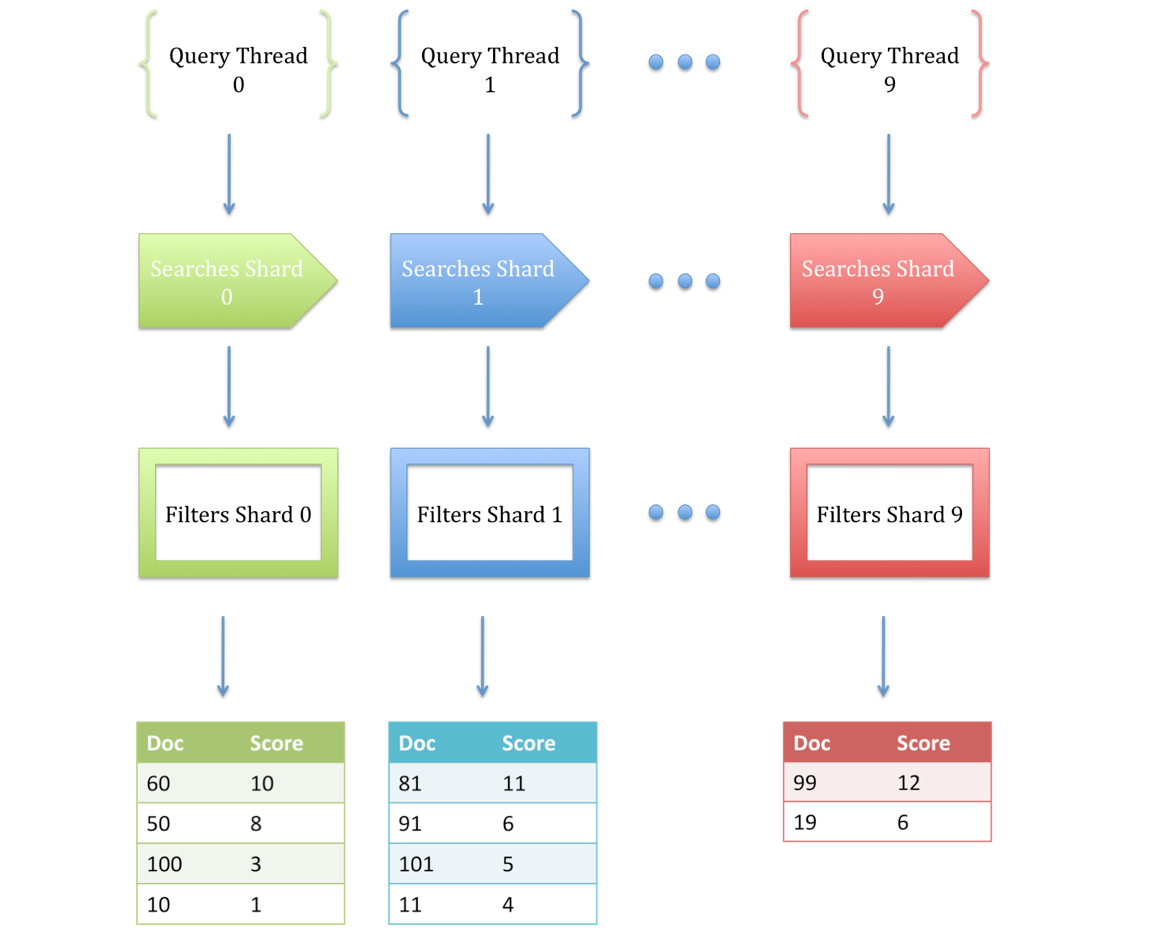 Query Thread
0
Query Thread
1
Query Thread
9
Searches Shard
0
Searches Shard
1
Searches Shard
9
Filters Shard 0
Filters Shard 1
Filters Shard 9
Doc Score
60 10
50 8
100 3
10 1
Doc Score
81 11
91 6
101 5
11 4
Doc Score
99 12
19 6